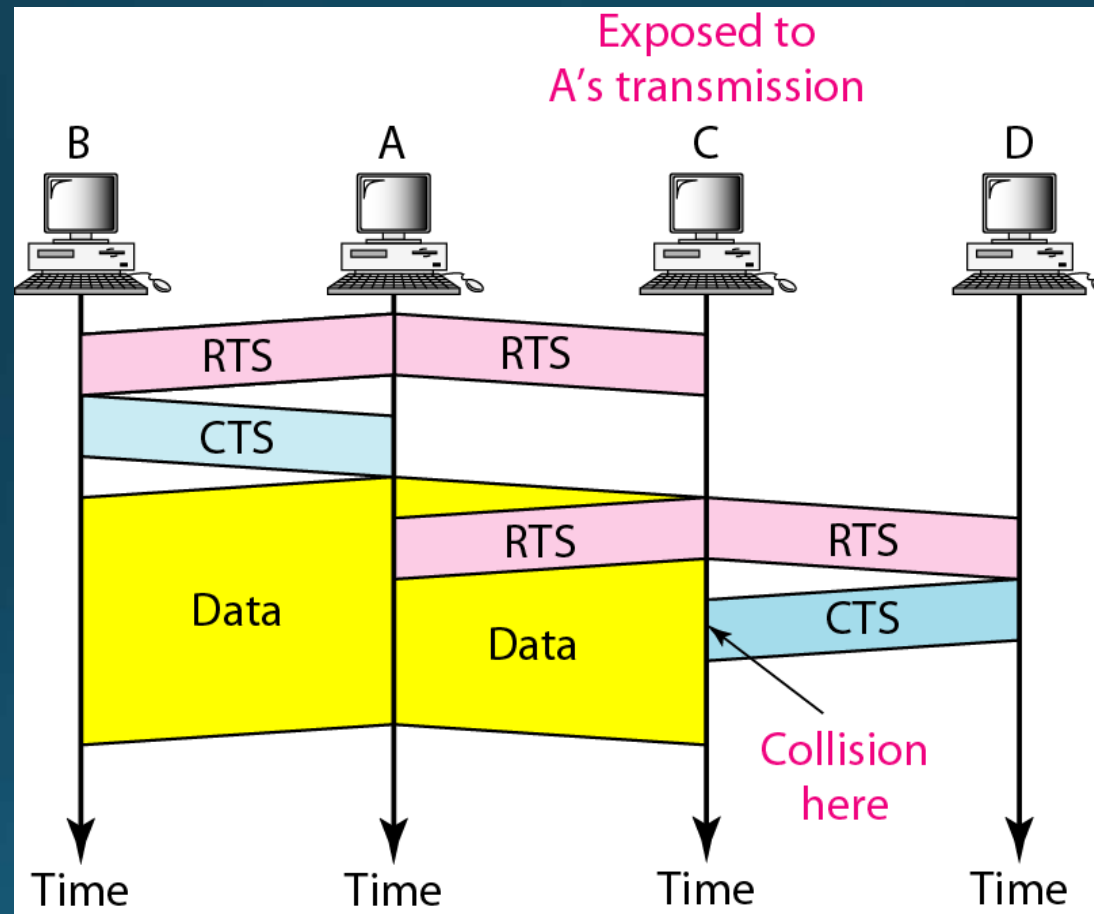 Exposed to
A’s transmission
B
A
C
D
RTS
RTS
CTS
RTS
RTS
Data
Data
CTS
Collision
here
Time
Time
Time
Time